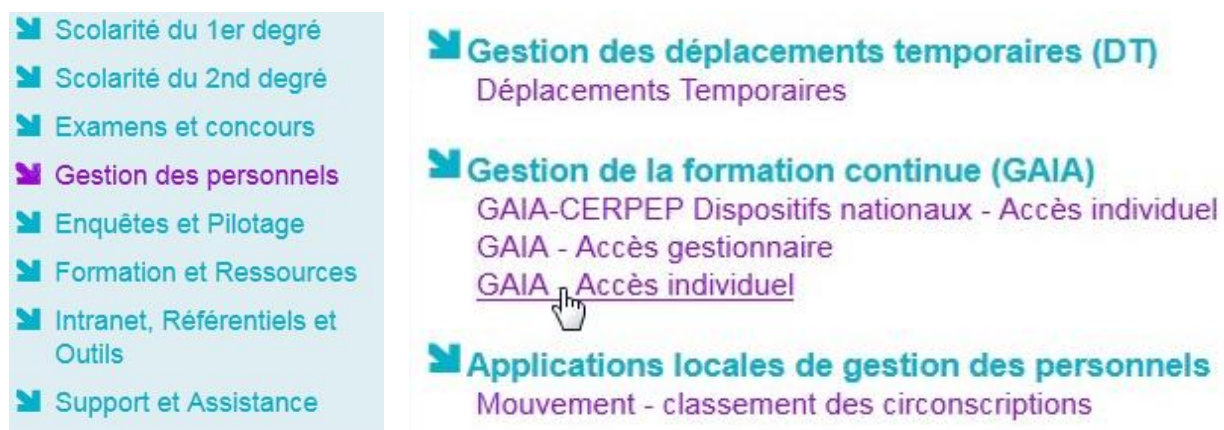 Scolarité du 1er degré
Scolarité du 2nd degré
Examens et concours
Gestion des personnels
Enquêtes et Pilotage
Formation et Ressources
Intranet, Référentiels et
Outils
Support et Assistance
Gestion des déplacements temporaires (DT)
Déplacements Temporaires
Gestion de la formation continue (GAIA)
GAIA-CERPEP Dispositifs nationaux - Accès individuel
GAIA - Accès gestionnaire
GAIA - Accès individuel
Applications locales de gestion des personnels
Mouvement - classement des circonscriptions